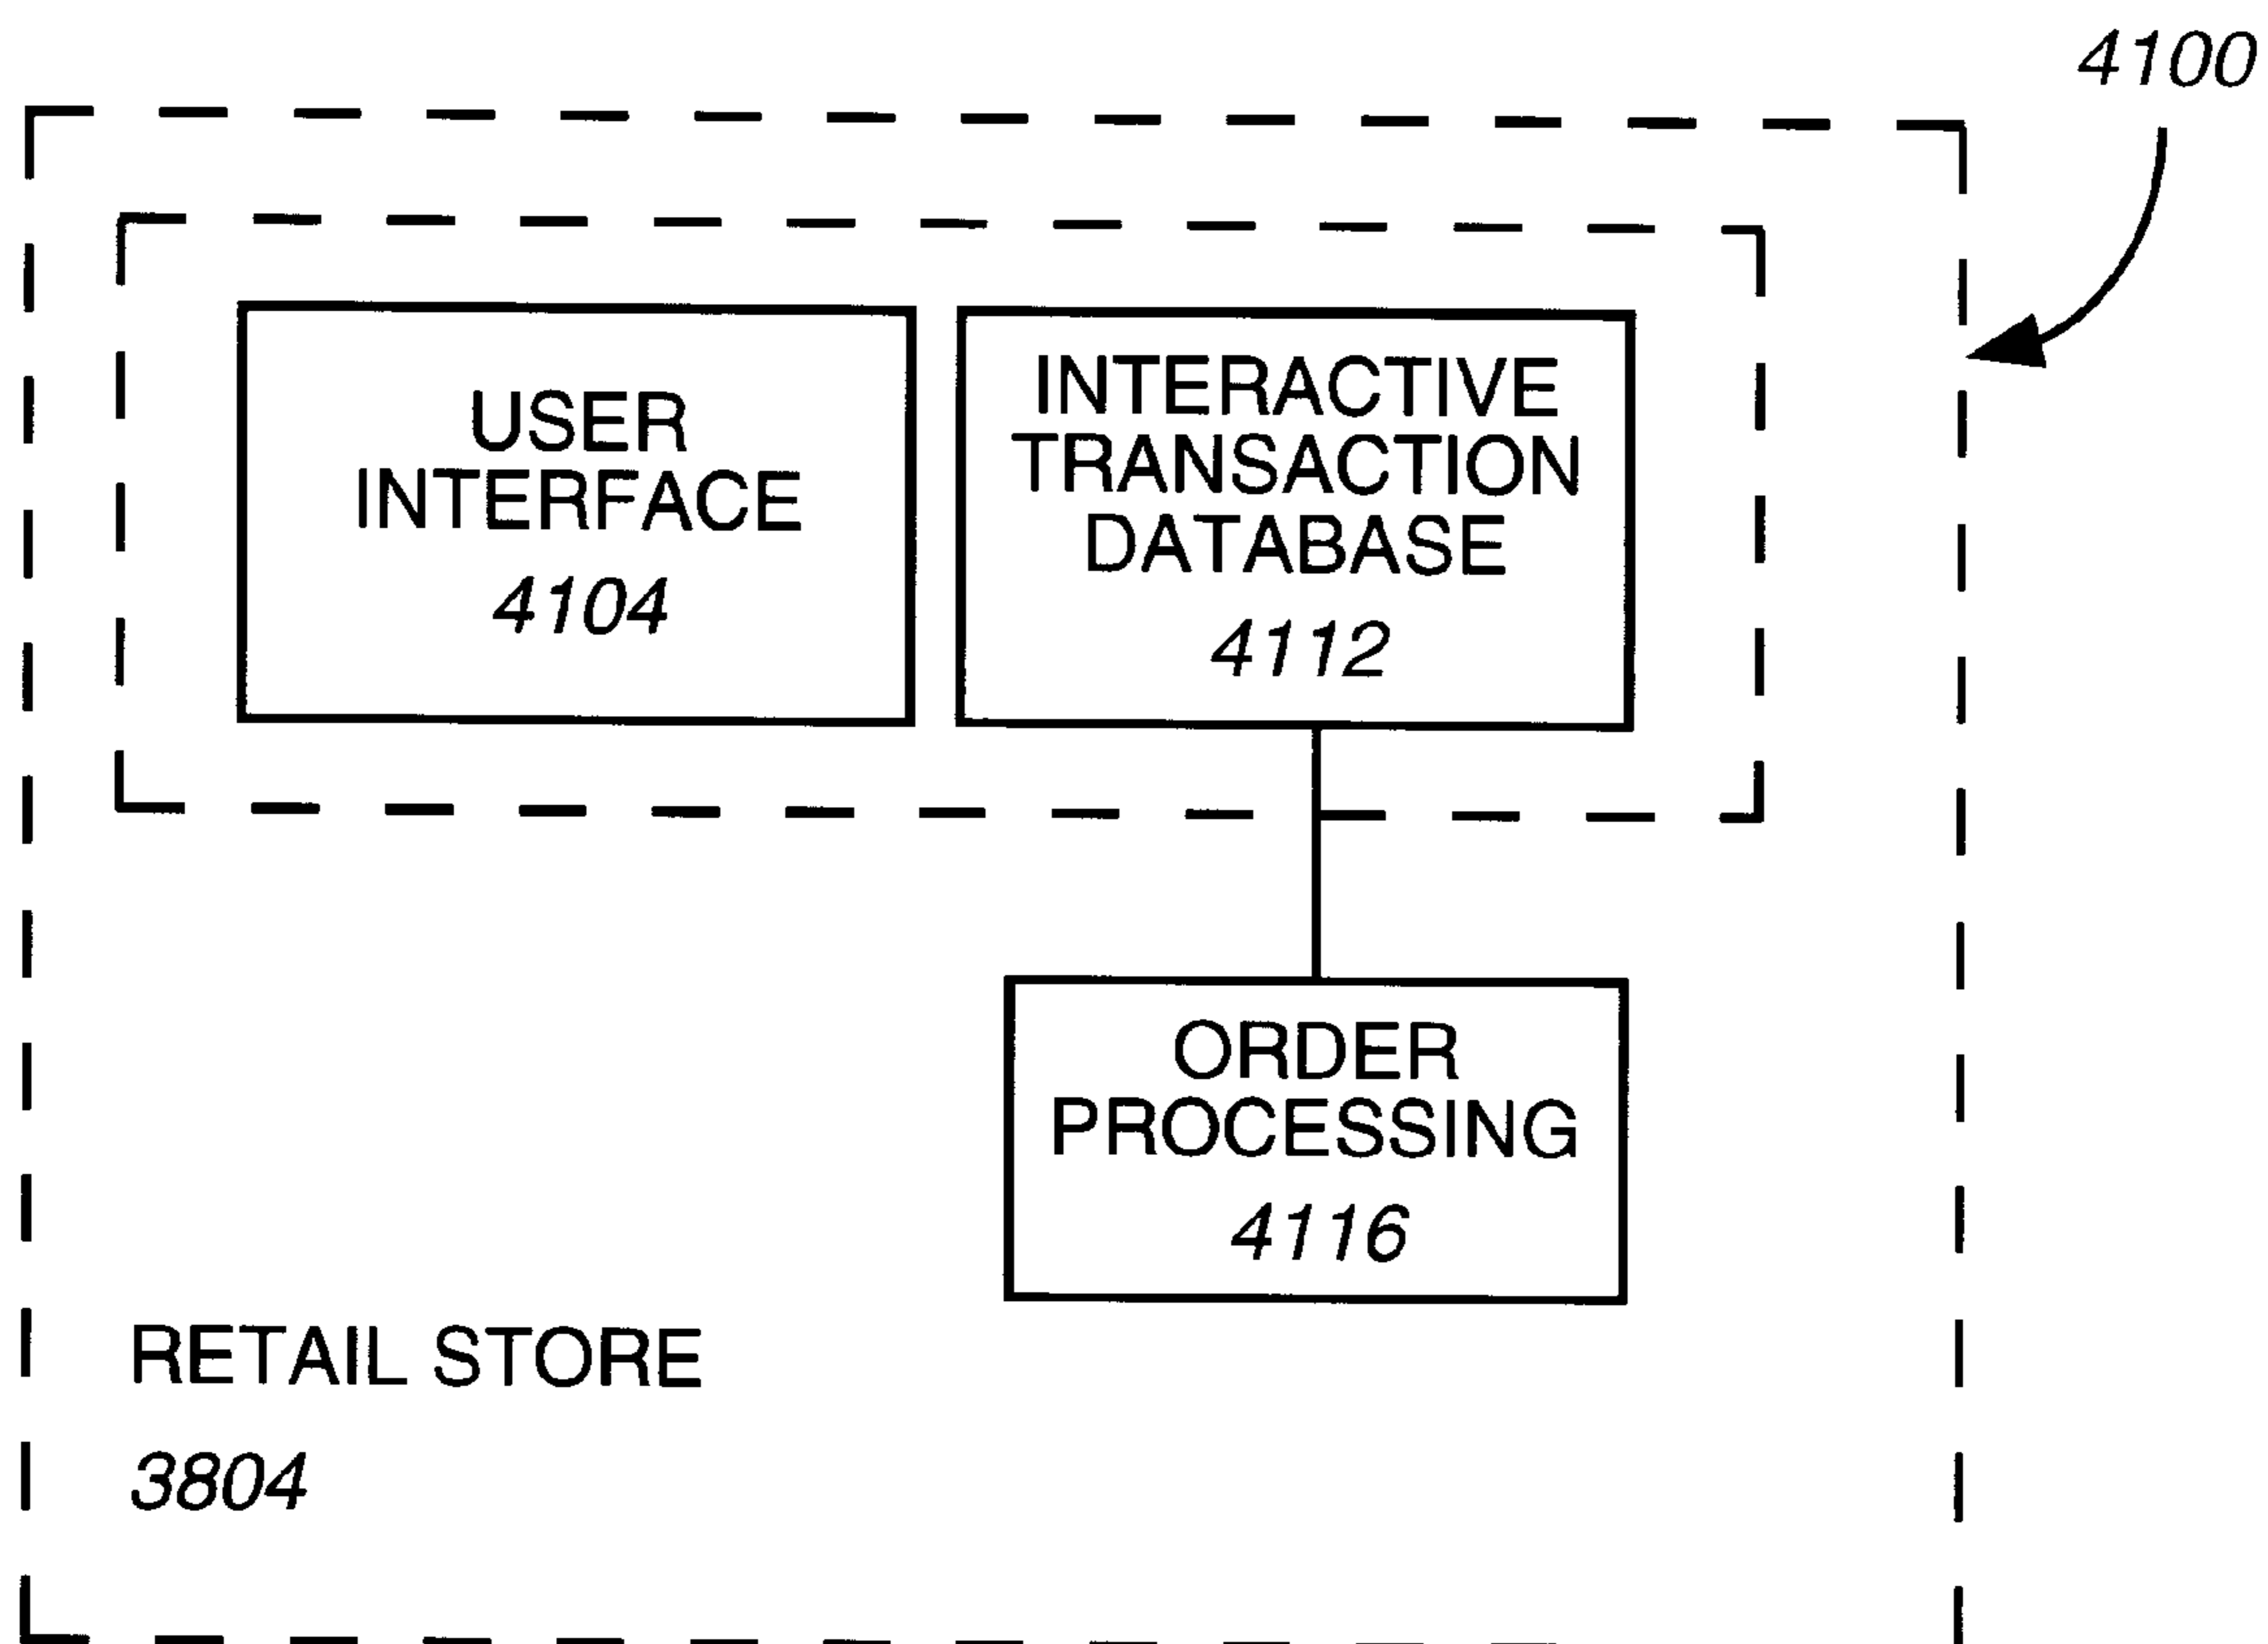 4100
USER
INTERFACE
4104
INTERACTIVE
TRANSACTION
DATABASE
4112
ORDER
PROCESSING
4116
RETAIL STORE
3804